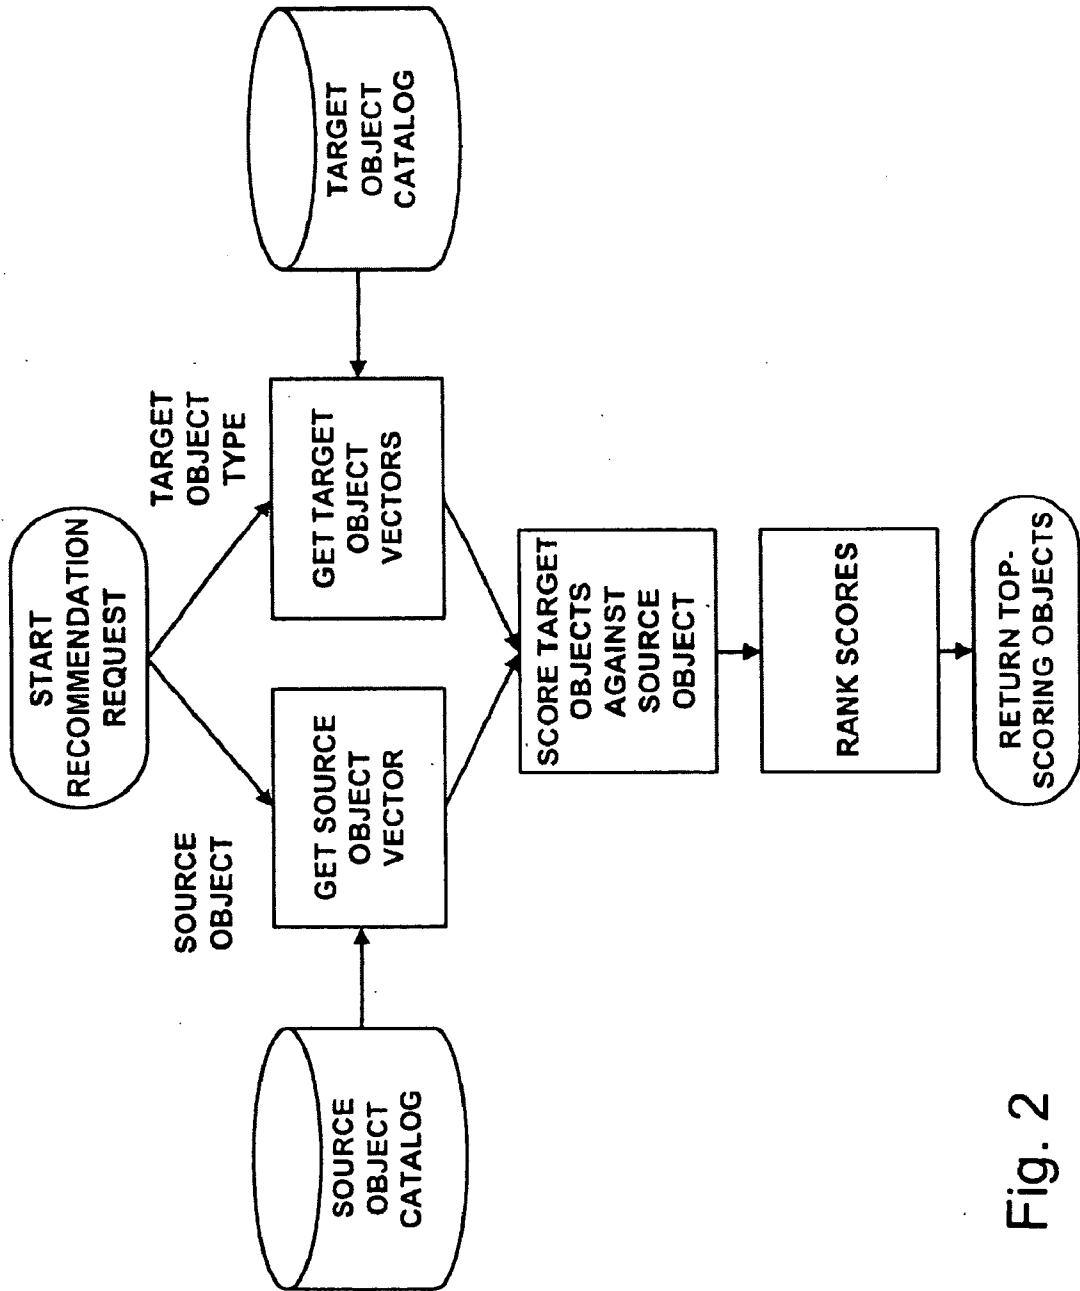 START
RECOMMENDATION
REQUEST
SOURCE
OBJECT
TARGET
OBJECT
TYPE
SOURCE
OBJECT
CATALOG
GET SOURCE
OBJECT
VECTOR
GET TARGET
OBJECT
VECTORS
TARGET
OBJECT
CATALOG
SCORE TARGET
OBJECTS
AGAINST
SOURCE
OBJECT
RANK SCORES
RETURN TOP-
SCORING OBJECTS
Fig. 2